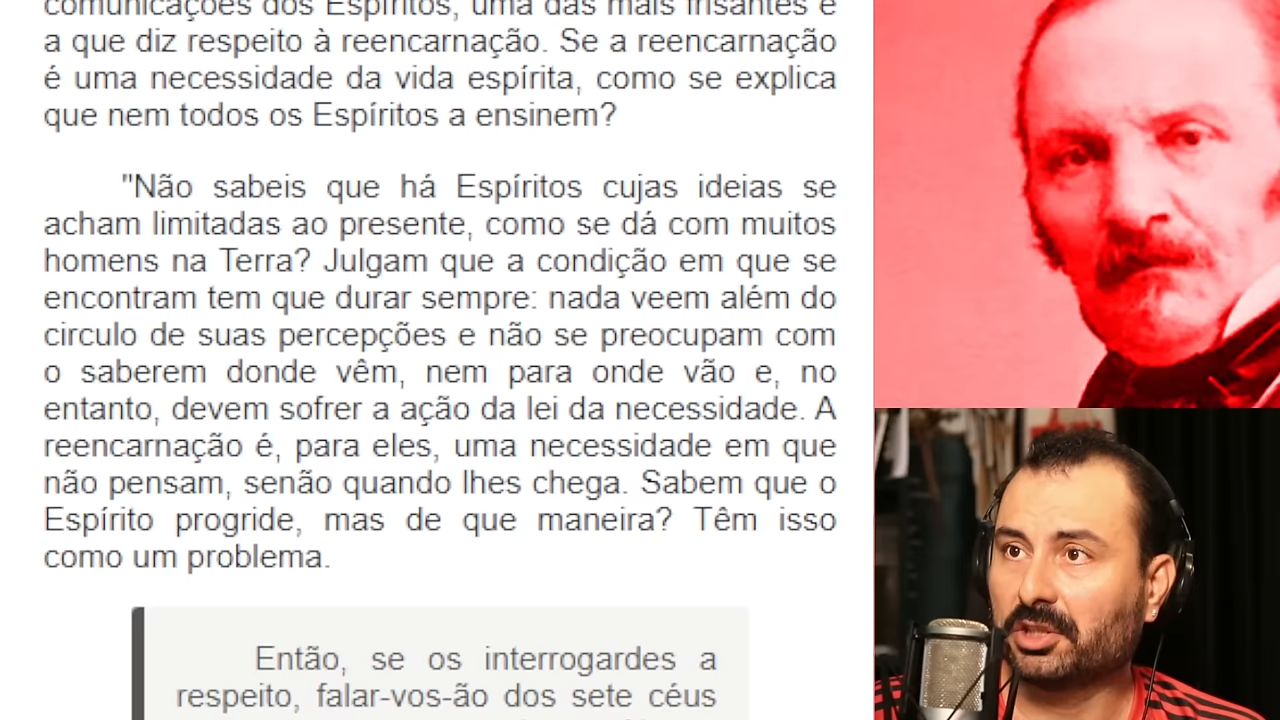 comunicações dos Espíritos, uma das mais frisantes é
a que diz respeito à reencarnação. Se a reencarnação
é uma necessidade da vida espírita, como se explica
que nem todos os Espíritos a ensinem?
"Não sabeis que há Espíritos cujas ideias se
acham limitadas ao presente, como se dá com muitos
homens na Terra? Julgam que a condição em que se
encontram tem que durar sempre: nada veem além do
circulo de suas percepções e não se preocupam com
o saberem donde vêm, nem para onde vão e, no
entanto, devem sofrer a ação da lei da necessidade. A
reencarnação é, para eles, uma necessidade em que
não pensam, senão quando lhes chega. Sabem que o
Espírito progride, mas de que maneira? Têm isso
como um problema.
Então, se os interrogardes a
respeito, falar-vos-ão dos sete céus